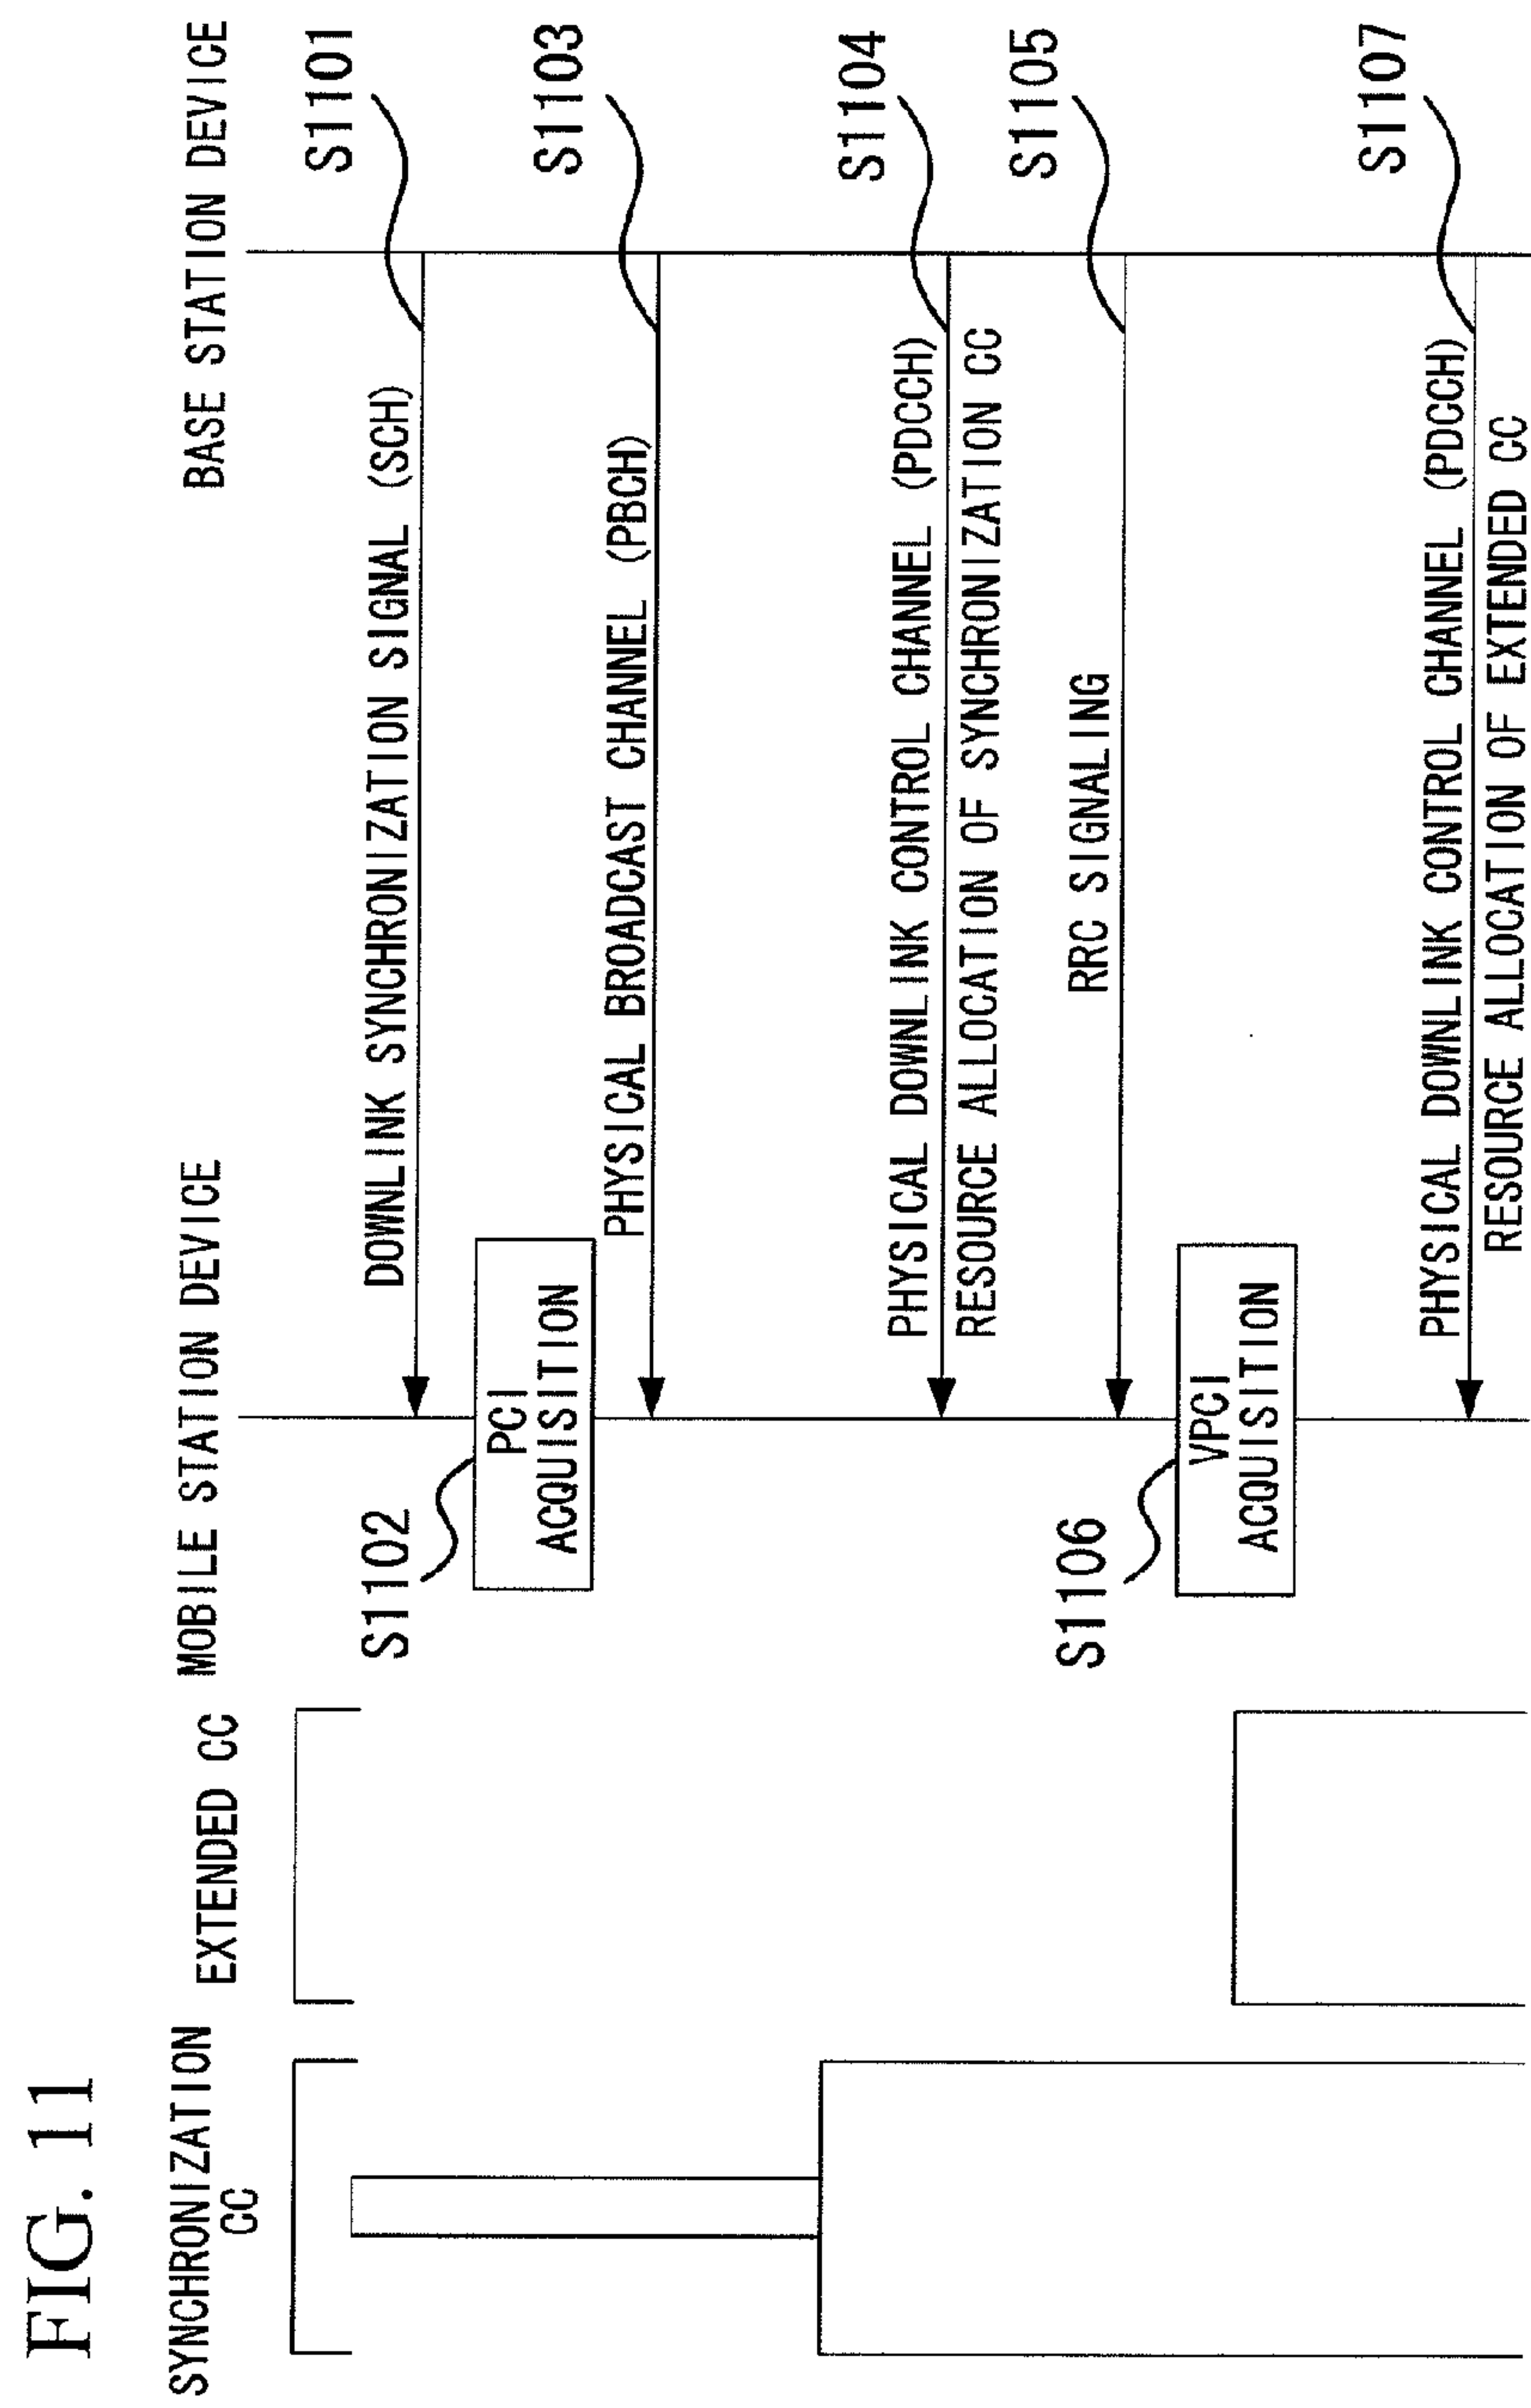 FIG. 11
SYNCHRONIZATION
CC
EXTENDED CC
MOBILE STATION DEVICE
BASE STATION DEVICE
DOWNLINK SYNCHRONIZATION SIGNAL (SCH)
S1101
S1102
PCI
ACQUISITION
PHYSICAL BROADCAST CHANNEL (PBCH)
S1103
PHYSICAL DOWNLINK CONTROL CHANNEL (PDCCH)
S1104
RESOURCE ALLOCATION OF SYNCHRONIZATION CC
RRC SIGNALING
S1105
S1106
VPCI
ACQUISITION
PHYSICAL DOWNLINK CONTROL CHANNEL (PDCCH)
S1107
RESOURCE ALLOCATION OF EXTENDED CC